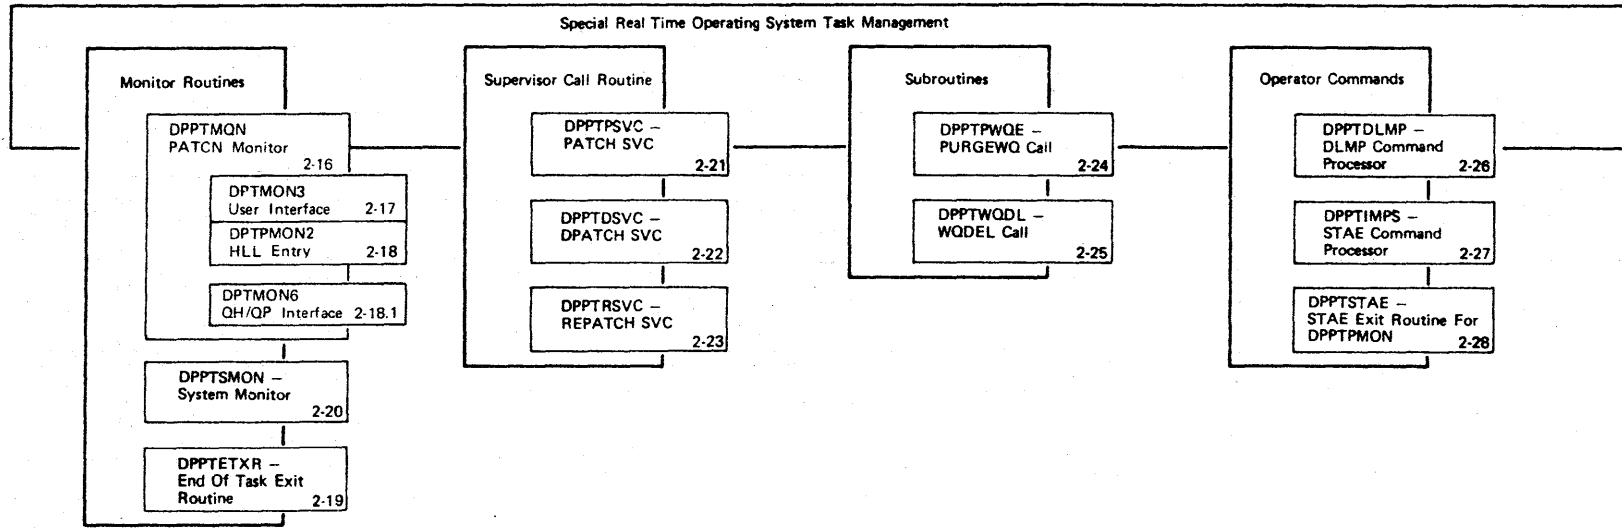 Special Real Time Operating System Task Management
Monitor Routines
DPPTMQN
PATCN Monitor
2-16
DPTMON3
User Interface 2-17
DPTPMON2
HLL Entry 2-18
DPTMON6
QH/QP Interface 2-18.1
DPPTSMON –
System Monitor
2-20
DPPTETXR –
End Of Task Exit
Routine 2-19
Supervisor Call Routine
DPPTPSVC –
PATCH SVC
2-21
DPPTDSVC –
DPATCH SVC
2-22
DPPTRSVC –
REPATCH SVC
2-23
Subroutines
DPPTPWQE –
PURGEWQ Call
2-24
DPPTWQDL –
WQDEL Call
2-25
Operator Commands
DPPTDLMP –
DLMP Command
Processor 2-26
DPPTIMPS –
STAE Command
Processor 2-27
DPPTSTAE –
STAE Exit Routine For
DPPTPMON 2-28